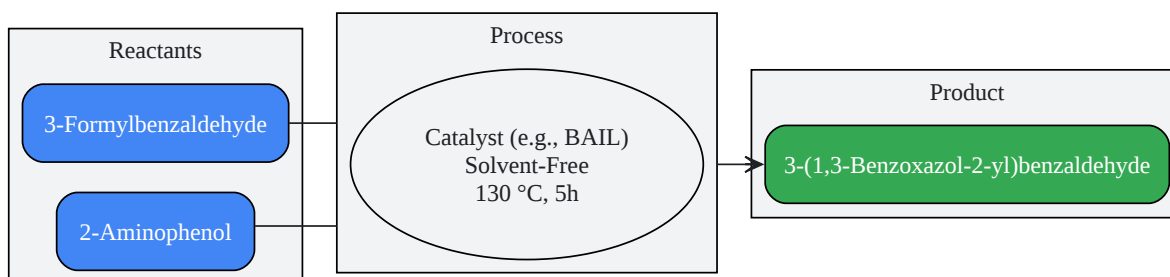 Reactants
3-Formylbenzaldehyde
2-Aminophenol
Process
Catalyst (e.g., BAIL)
Solvent-Free
130 °C, 5h
Product
3-(1,3-Benzoxazol-2-yl)benzaldehyde